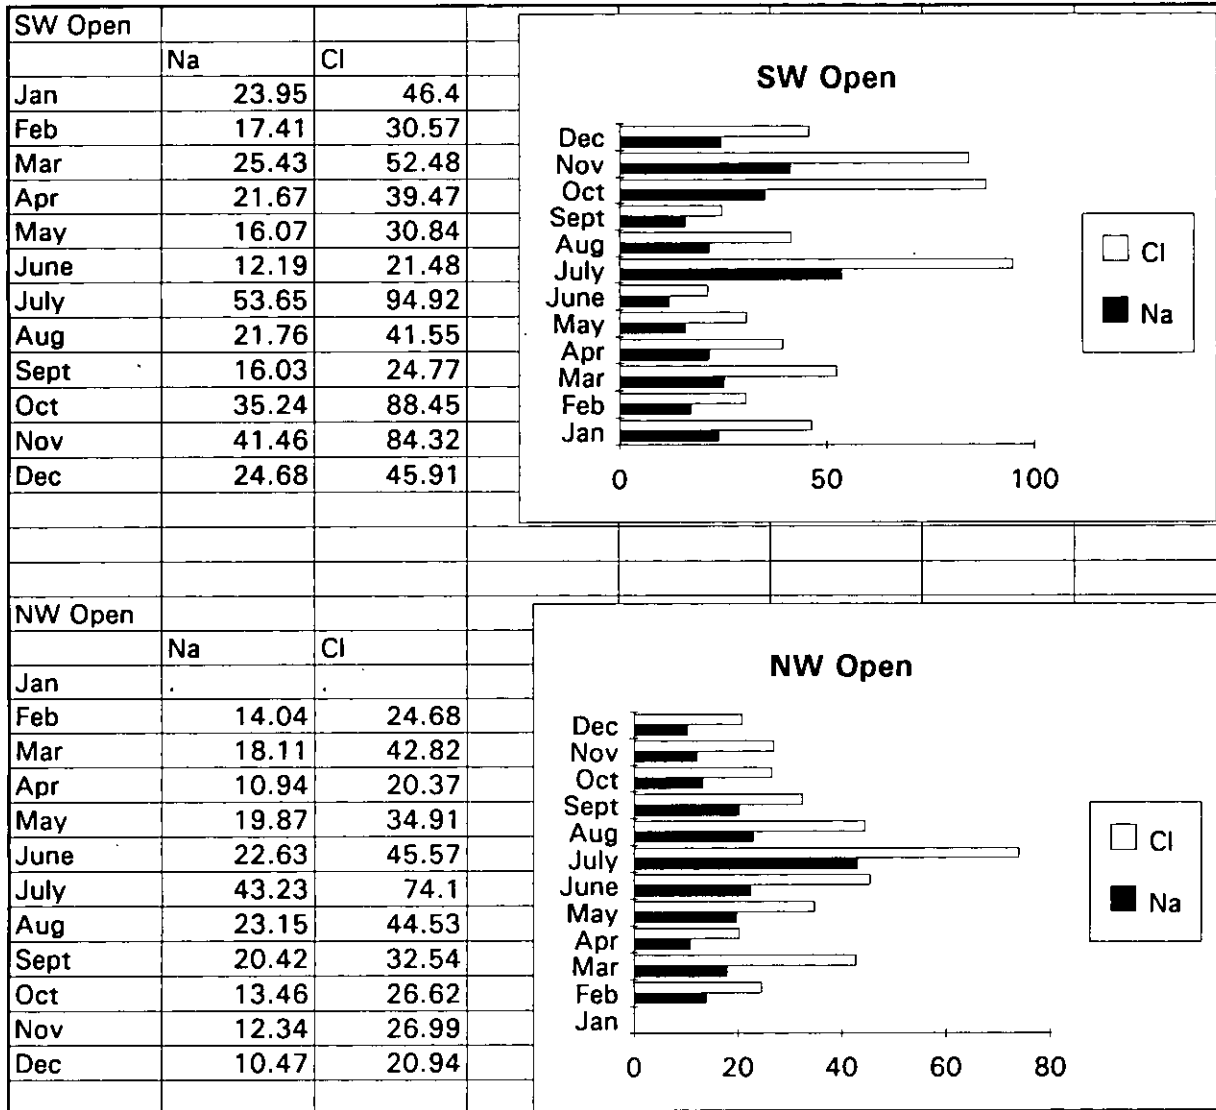 SW Open
Na Cl
Jan 23.95 46.4
Feb 17.41 30.57
Mar 25.43 52.48
Apr 21.67 39.47
May 16.07 30.84
June 12.19 21.48
July 53.65 94.92
Aug 21.76 41.55
Sept 16.03 24.77
Oct 35.24 88.45
Nov 41.46 84.32
Dec 24.68 45.91
SW Open
Dec
Nov
Oct
Sept
Aug
July
June
May
Apr
Mar
Feb
Jan
0 50 100
Cl
Na
NW Open
Na Cl
Jan . .
Feb 14.04 24.68
Mar 18.11 42.82
Apr 10.94 20.37
May 19.87 34.91
June 22.63 45.57
July 43.23 74.1
Aug 23.15 44.53
Sept 20.42 32.54
Oct 13.46 26.62
Nov 12.34 26.99
Dec 10.47 20.94
NW Open
Dec
Nov
Oct
Sept
Aug
July
June
May
Apr
Mar
Feb
Jan
0 20 40 60 80
Cl
Na